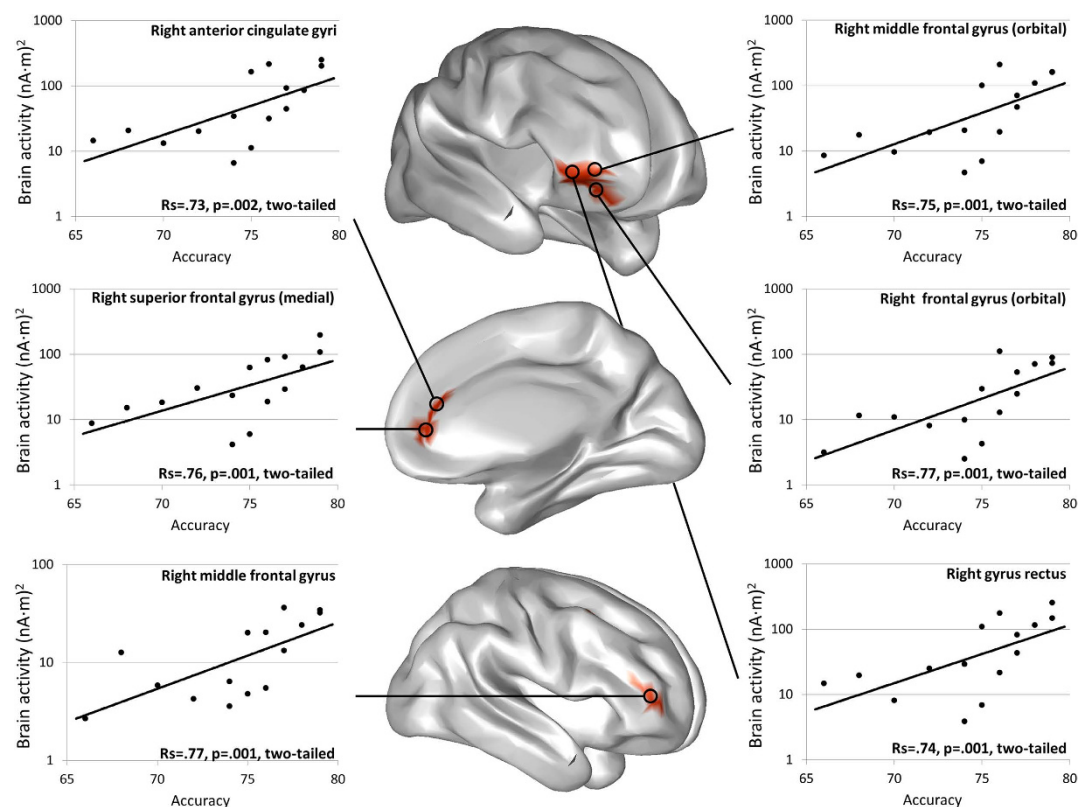 Right anterior cingulate gyri
Brain activity (nA·m)²
1000
100
10
1
Rs=.73, p=.002, two-tailed
65 70 75 80
Accuracy
Right middle frontal gyrus (orbital)
Brain activity (nA·m)²
1000
100
10
1
Rs=.75, p=.001, two-tailed
65 70 75 80
Accuracy
Right superior frontal gyrus (medial)
Brain activity (nA·m)²
1000
100
10
1
Rs=.76, p=.001, two-tailed
60 65 70 75 80
Accuracy
Right frontal gyrus (orbital)
Brain activity (nA·m)²
1000
100
10
1
Rs=.77, p=.001, two-tailed
65 70 75 80
Accuracy
Right middle frontal gyrus
Brain activity (nA·m)²
100
10
1
Rs=.77, p=.001, two-tailed
65 70 75 80
Accuracy
Right gyrus rectus
Brain activity (nA·m)²
1000
100
10
1
Rs=.74, p=.001, two-tailed
65 70 75 80
Accuracy